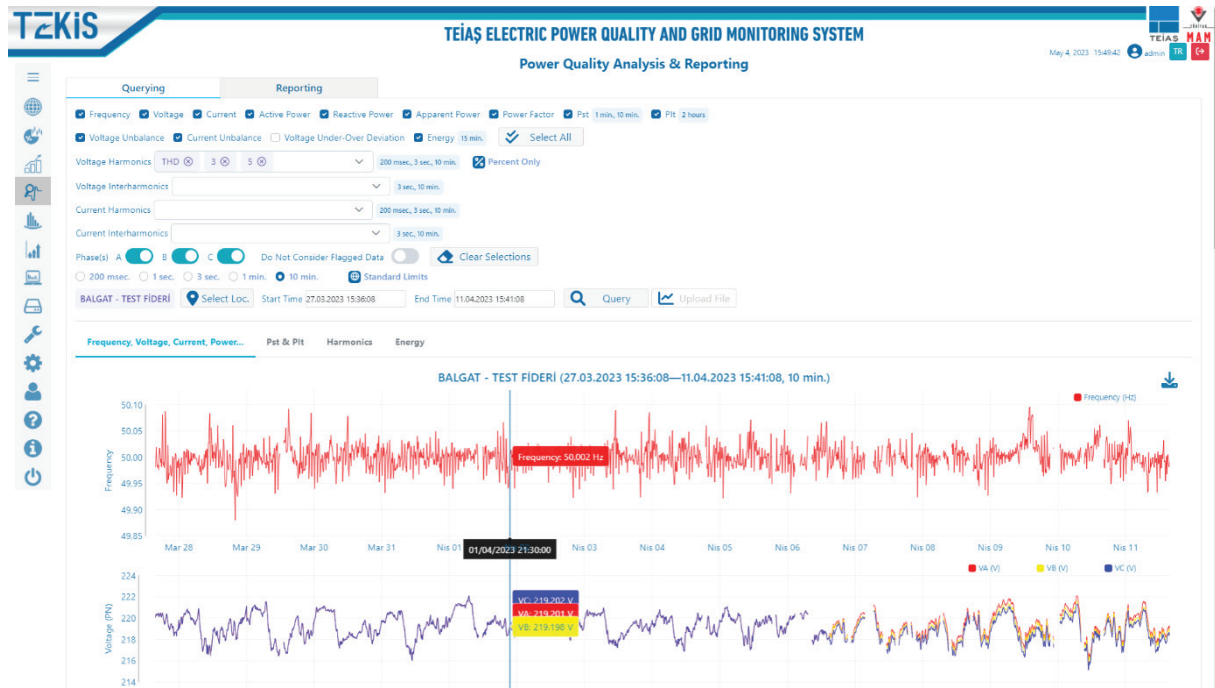 TEKİS
TEİAŞ ELECTRIC POWER QUALITY AND GRID MONITORING SYSTEM
TEİAŞ MAM
Power Quality Analysis & Reporting
May 4, 2023 15:49:42 admin TR
Querying Reporting
Frequency Voltage Current Active Power Reactive Power Apparent Power Power Factor Pst 1 min, 10 min. Plt 2 hours
Voltage Unbalance Current Unbalance Voltage Under-Over Deviation Energy 15 min. Select All
Voltage Harmonics THD 3 5 200 msec., 3 sec., 10 min. Percent Only
Voltage Interharmonics 3 sec., 10 min.
Current Harmonics 200 msec., 3 sec., 10 min.
Current Interharmonics 3 sec., 10 min.
Phase(s) A B C Do Not Consider Flagged Data Clear Selections
200 msec. 1 sec. 3 sec. 1 min. 10 min. Standard Limits
BALGAT - TEST FİDERİ Select Loc. Start Time 27.03.2023 15:36:08 End Time 11.04.2023 15:41:08 Query Upload File
Frequency, Voltage, Current, Power... Pst & Plt Harmonics Energy
BALGAT - TEST FİDERİ (27.03.2023 15:36:08—11.04.2023 15:41:08, 10 min.)
Frequency (Hz)
50.10
50.05
50.00
49.95
49.90
49.85
Frequency
Frequency: 50,002 Hz
Mar 28 Mar 29 Mar 30 Mar 31 Nis 01 01/04/2023 21:30:00 Nis 03 Nis 04 Nis 05 Nis 06 Nis 07 Nis 08 Nis 09 Nis 10 Nis 11
VA (V) VB (V) VC (V)
224
222
220
218
216
214
Voltage (PN)
VC: 219.202 V
VA: 219.201 V
VB: 219.198 V